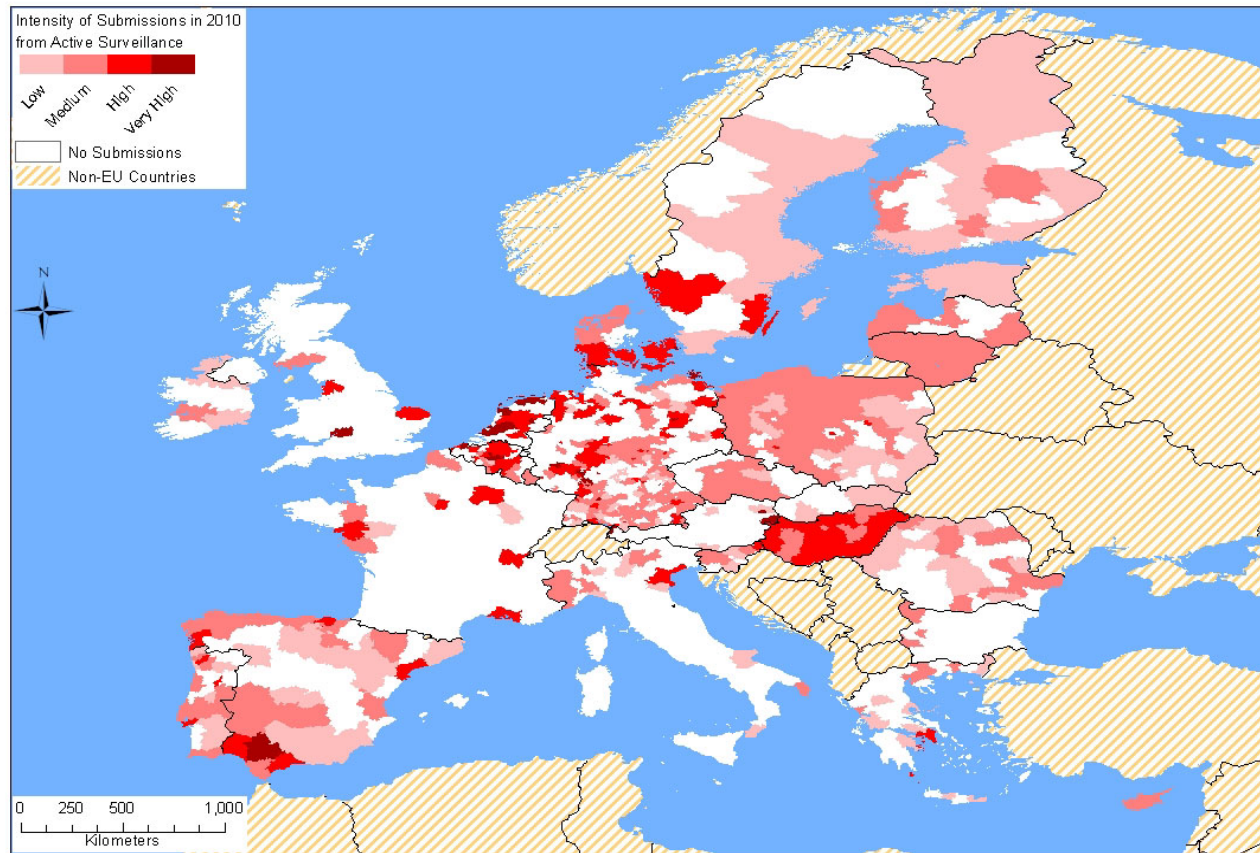 Intensity of Submissions in 2010
from Active Surveillance
Low
Medium
High
Very High
No Submissions
Non-EU Countries
N
0 250 500 1,000
Kilometers